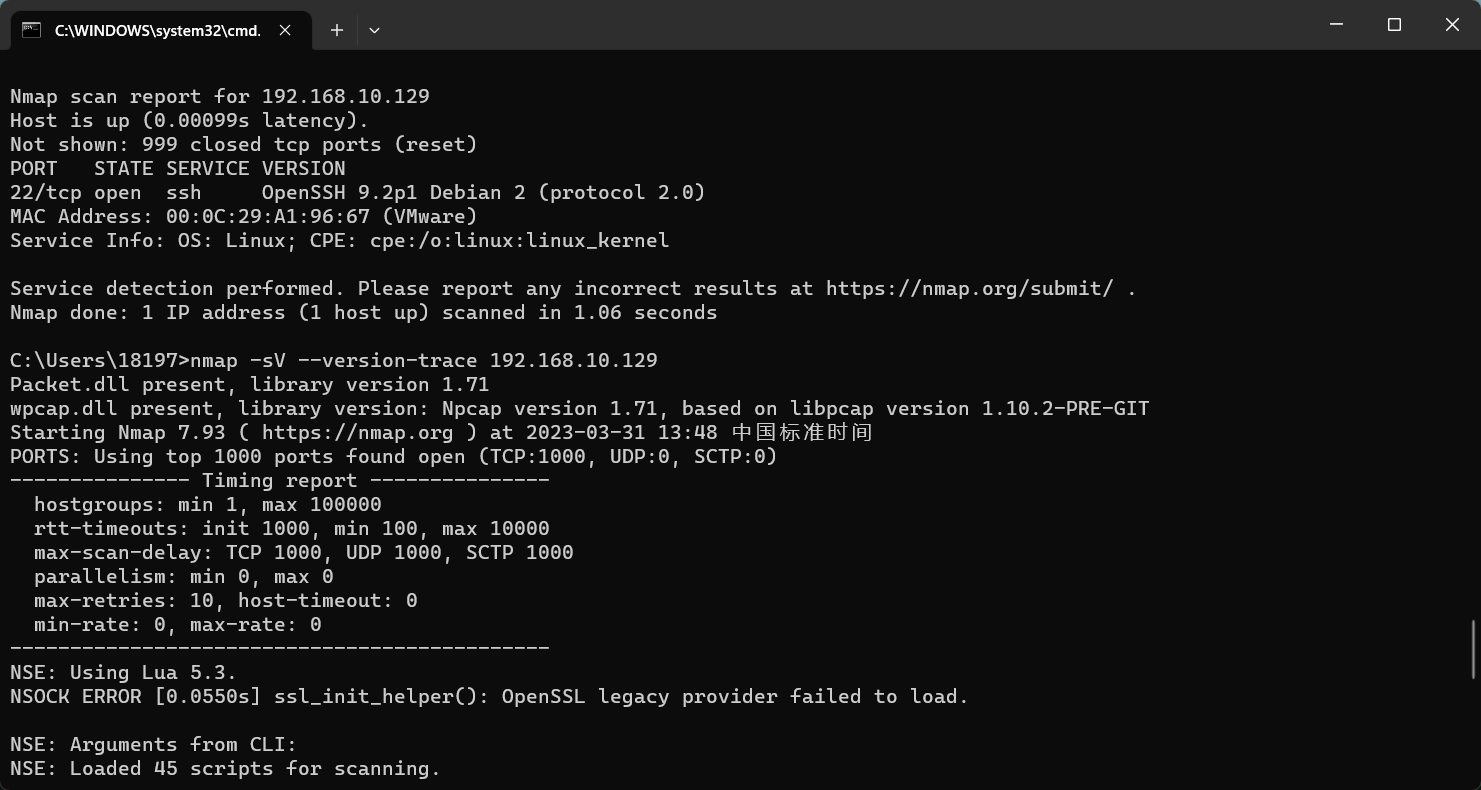 C:\WINDOWS\system32\cmd.
Nmap scan report for 192.168.10.129
Host is up (0.00099s latency).
Not shown: 999 closed tcp ports (reset)
PORT   STATE SERVICE VERSION
22/tcp open  ssh     OpenSSH 9.2p1 Debian 2 (protocol 2.0)
MAC Address: 00:0C:29:A1:96:67 (VMware)
Service Info: OS: Linux; CPE: cpe:/o:linux:linux_kernel
Service detection performed. Please report any incorrect results at https://nmap.org/submit/ .
Nmap done: 1 IP address (1 host up) scanned in 1.06 seconds
C:\Users\18197>nmap -sV --version-trace 192.168.10.129
Packet.dll present, library version 1.71
wpcap.dll present, library version: Npcap version 1.71, based on libpcap version 1.10.2-PRE-GIT
Starting Nmap 7.93 ( https://nmap.org ) at 2023-03-31 13:48 中国标准时间
PORTS: Using top 1000 ports found open (TCP:1000, UDP:0, SCTP:0)
--------------- Timing report ---------------
  hostgroups: min 1, max 100000
  rtt-timeouts: init 1000, min 100, max 10000
  max-scan-delay: TCP 1000, UDP 1000, SCTP 1000
  parallelism: min 0, max 0
  max-retries: 10, host-timeout: 0
  min-rate: 0, max-rate: 0
---------------------------------------------
NSE: Using Lua 5.3.
NSOCK ERROR [0.0550s] ssl_init_helper(): OpenSSL legacy provider failed to load.
NSE: Arguments from CLI:
NSE: Loaded 45 scripts for scanning.